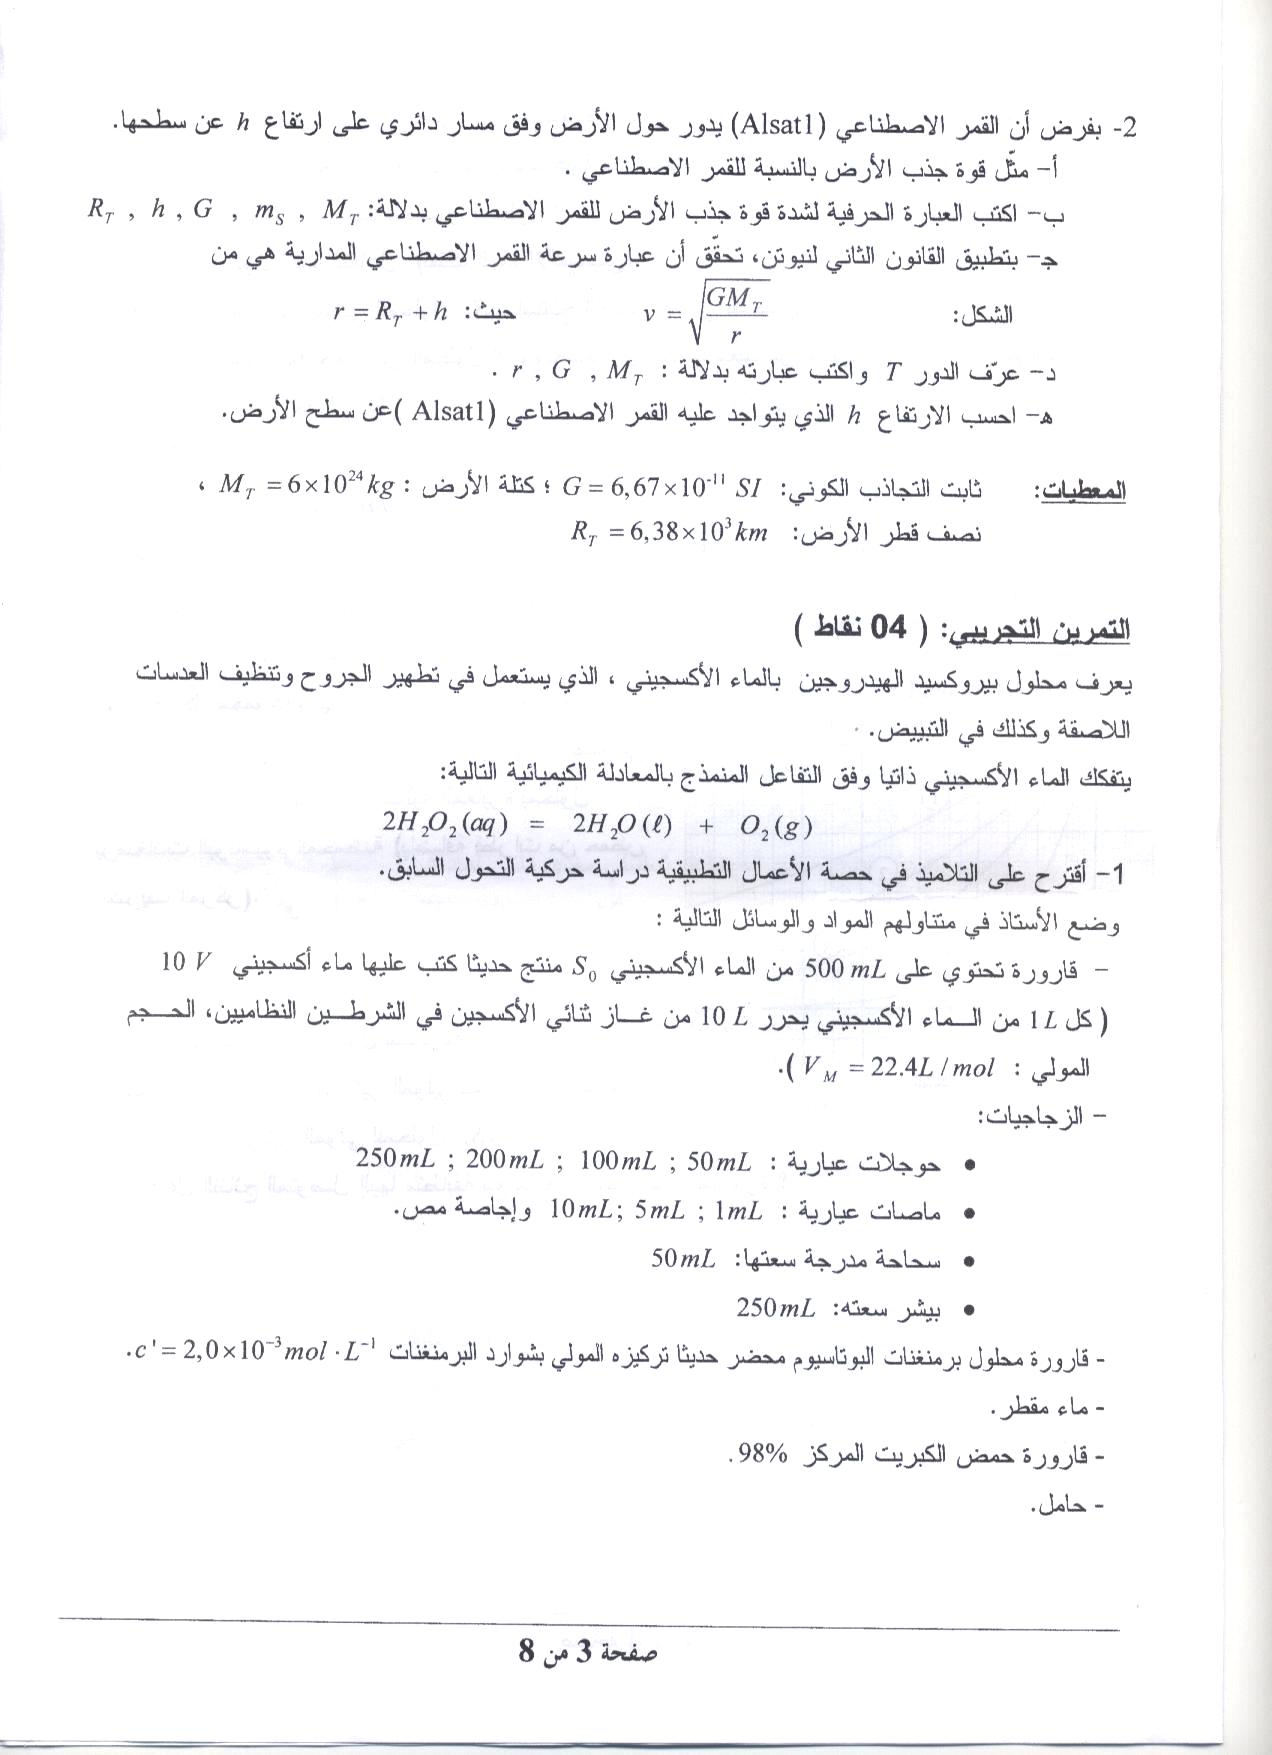 2- بفرض أن القمر الاصطناعي (Alsat1) يدور حول الأرض وفق مسار دائري على ارتفاع h عن سطحها.
أ- مثّل قوة جذب الأرض بالنسبة للقمر الاصطناعي .
ب- اكتب العبارة الحرفية لشدة قوة جذب الأرض للقمر الاصطناعي بدلالة: R_T , h , G , m_S , M_T
جـ- بتطبيق القانون الثاني لنيوتن، تحقّق أن عبارة سرعة القمر الاصطناعي المدارية هي من
الشكل: v = √(GM_T / r) حيث: r = R_T + h
د- عرّف الدور T واكتب عبارته بدلالة : r , G , M_T .
هـ- احسب الارتفاع h الذي يتواجد عليه القمر الاصطناعي (Alsat1 )عن سطح الأرض.
المعطيات: ثابت التجاذب الكوني: G = 6,67×10⁻¹¹ SI ؛ كتلة الأرض : M_T = 6×10²⁴ kg ،
نصف قطر الأرض: R_T = 6,38×10³ km
التمرين التجريبي: ( 04 نقاط )
يعرف محلول بيروكسيد الهيدروجين بالماء الأكسجيني ، الذي يستعمل في تطهير الجروح وتنظيف العدسات
اللاصقة وكذلك في التبييض.
يتفكك الماء الأكسجيني ذاتيا وفق التفاعل المنمذج بالمعادلة الكيميائية التالية:
2H₂O₂(aq) = 2H₂O(ℓ) + O₂(g)
1- أقترح على التلاميذ في حصة الأعمال التطبيقية دراسة حركية التحول السابق.
وضع الأستاذ في متناولهم المواد والوسائل التالية :
- قارورة تحتوي على 500 mL من الماء الأكسجيني S₀ منتج حديثا كتب عليها ماء أكسجيني 10 V
( كل 1 L من الماء الأكسجيني يحرر 10 L من غاز ثنائي الأكسجين في الشرطين النظاميين، الحجم
المولي : V_M = 22.4L / mol ).
- الزجاجيات:
• حوجلات عيارية : 250mL ; 200mL ; 100mL ; 50mL
• ماصات عيارية : 10mL; 5mL ; 1mL وإجاصة مص.
• سحاحة مدرجة سعتها: 50mL
• بيشر سعته: 250mL
- قارورة محلول برمنغنات البوتاسيوم محضر حديثا تركيزه المولي بشوارد البرمنغنات c' = 2,0×10⁻³ mol · L⁻¹.
- ماء مقطر.
- قارورة حمض الكبريت المركز 98%.
- حامل.
صفحة 3 من 8